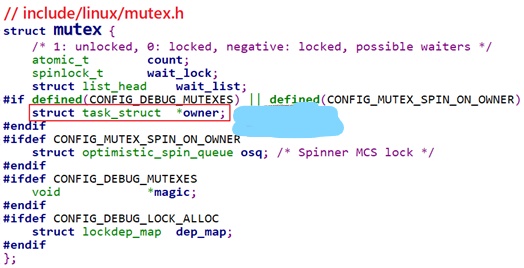 // include/linux/mutex.h
struct mutex {
/* 1: unlocked, 0: locked, negative: locked, possible waiters */
atomic_t count;
spinlock_t wait_lock;
struct list_head wait_list;
#if defined(CONFIG_DEBUG_MUTEXES) || defined(CONFIG_MUTEX_SPIN_ON_OWNER)
struct task_struct *owner;
#endif
#ifdef CONFIG_MUTEX_SPIN_ON_OWNER
struct optimistic_spin_queue osq; /* Spinner MCS lock */
#endif
#ifdef CONFIG_DEBUG_MUTEXES
void *magic;
#endif
#ifdef CONFIG_DEBUG_LOCK_ALLOC
struct lockdep_map dep_map;
#endif
};